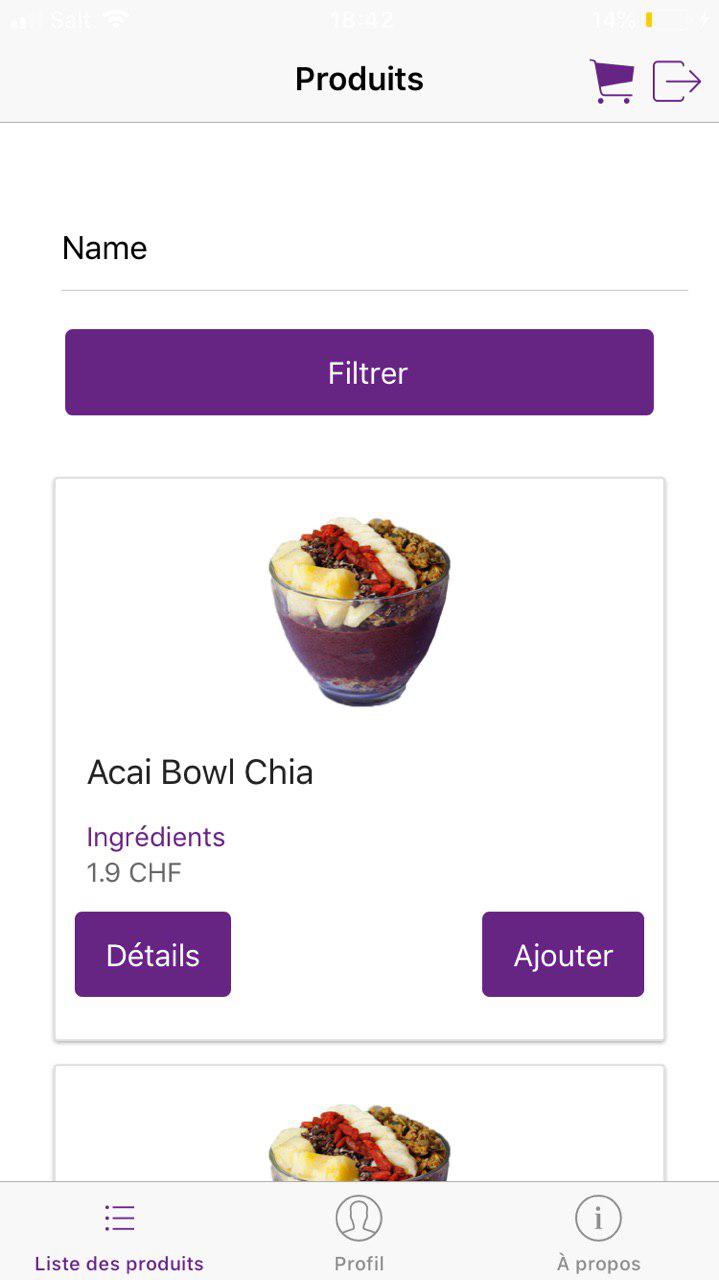 Salt
18:42
14%
Produits
Name
Filtrer
Acai Bowl Chia
Ingrédients
1.9 CHF
Détails
Ajouter
Liste des produits
Profil
À propos